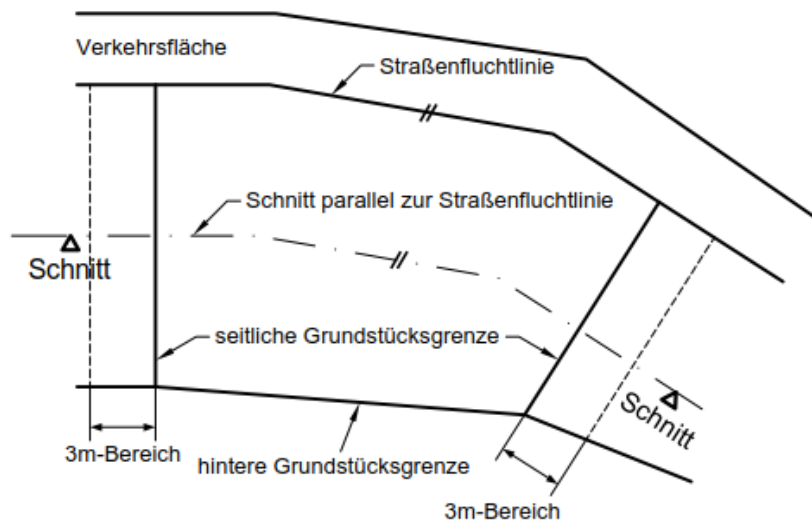 Verkehrsfläche
Straßenfluchtlinie
Schnitt parallel zur Straßenfluchtlinie
Schnitt
seitliche Grundstücksgrenze
Schnitt
3m-Bereich
hintere Grundstücksgrenze
3m-Bereich